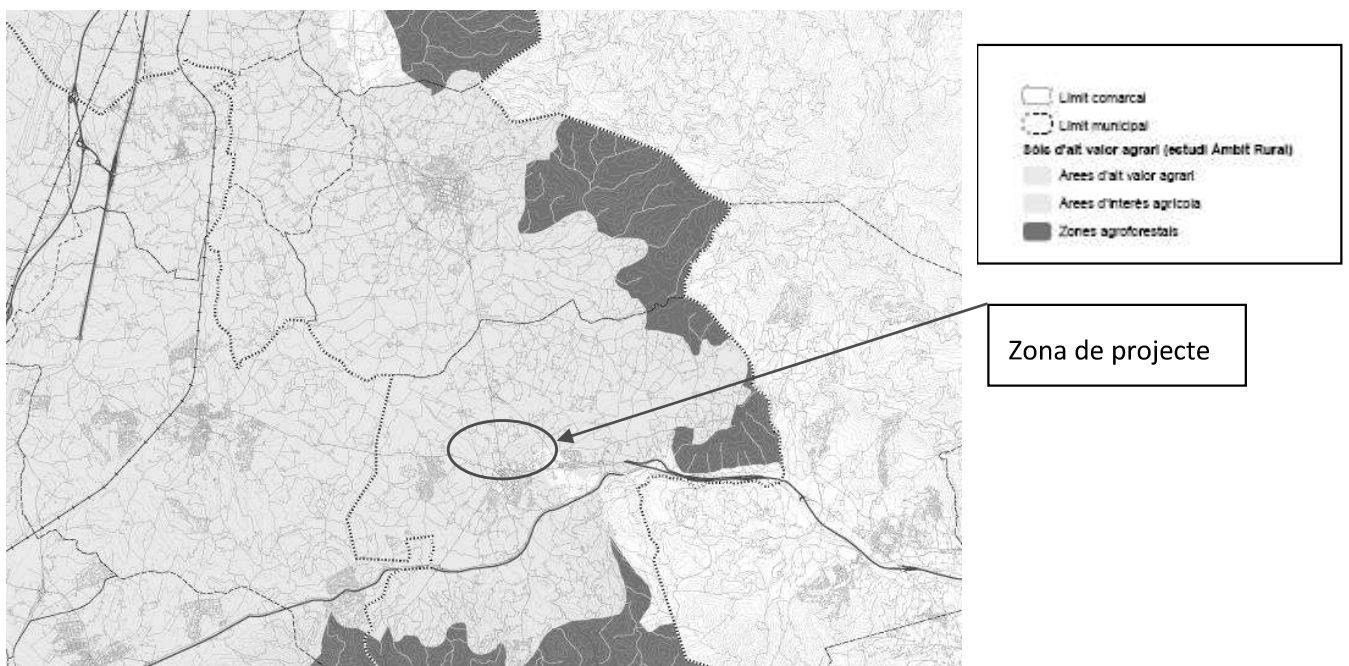 Límit comarcal
Límit municipal
Sòls d'alt valor agrari (estudi Àmbit Rural)
Àrees d'alt valor agrari
Àrees d'interès agrícola
Zones agroforestals
Zona de projecte